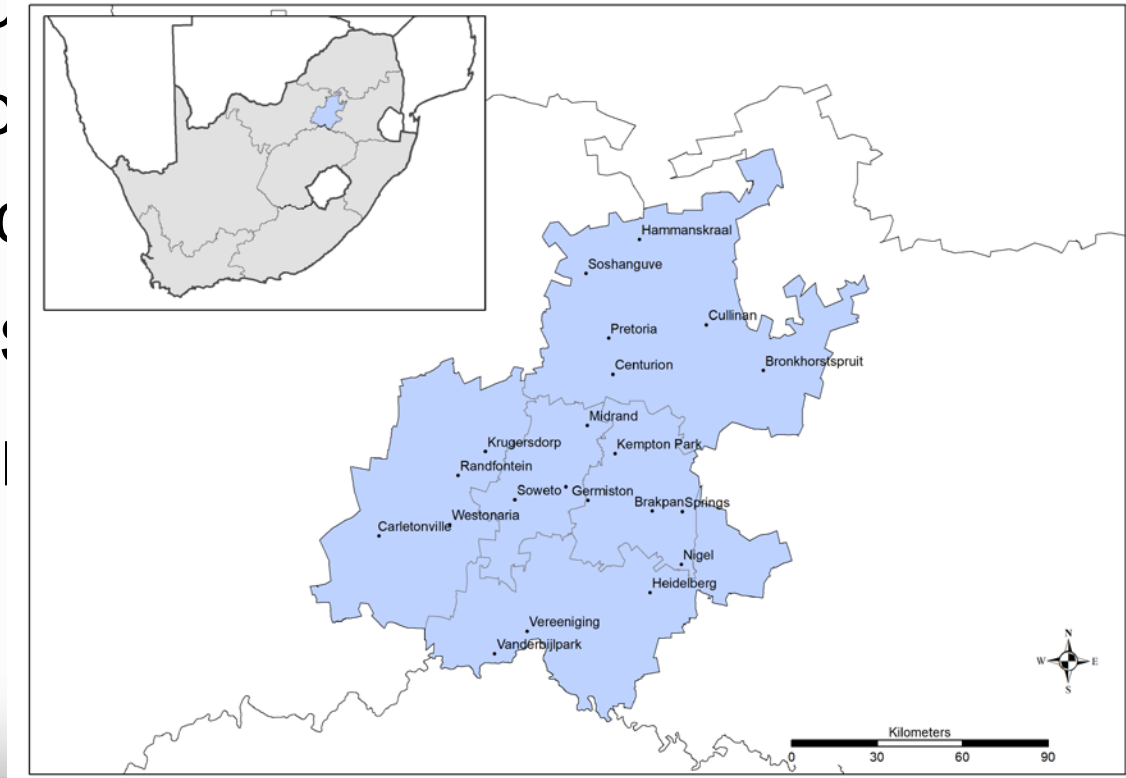 Hammanskraal
Soshanguve
Cullinan
Pretoria
Centurion
Bronkhorstspruit
Midrand
Krugersdorp
Kempton Park
Randfontein
Soweto
Germiston
Brakpan
Springs
Westonaria
Carletonville
Nigel
Heidelberg
Vereeniging
Vanderbijlpark
N
W E
S
Kilometers
0 30 60 90